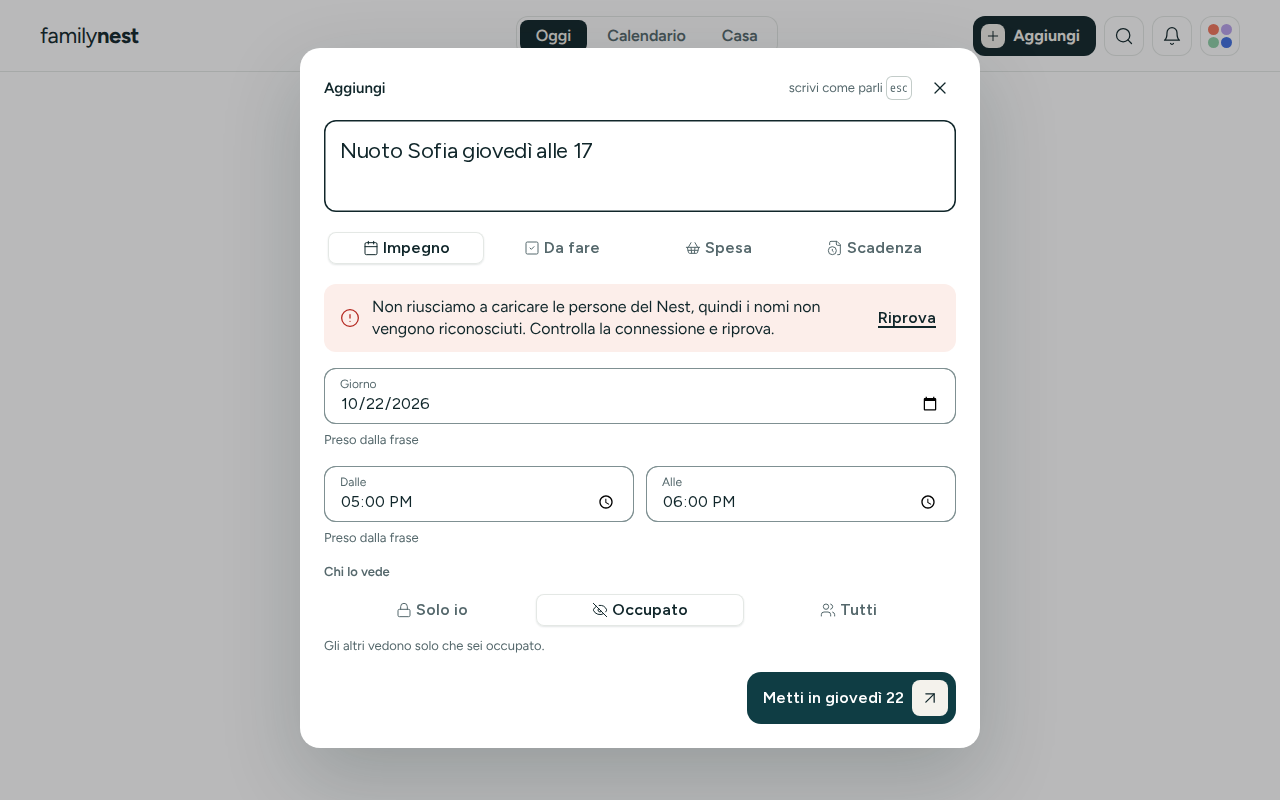 familynest
Oggi
Calendario
Casa
Aggiungi
Aggiungi
scrivi come parli esc
Nuoto Sofia giovedì alle 17
Impegno
Da fare
Spesa
Scadenza
Non riusciamo a caricare le persone del Nest, quindi i nomi non
vengono riconosciuti. Controlla la connessione e riprova.
Riprova
Giorno
10/22/2026
Preso dalla frase
Dalle
05:00 PM
Alle
06:00 PM
Preso dalla frase
Chi lo vede
Solo io
Occupato
Tutti
Gli altri vedono solo che sei occupato.
Metti in giovedì 22